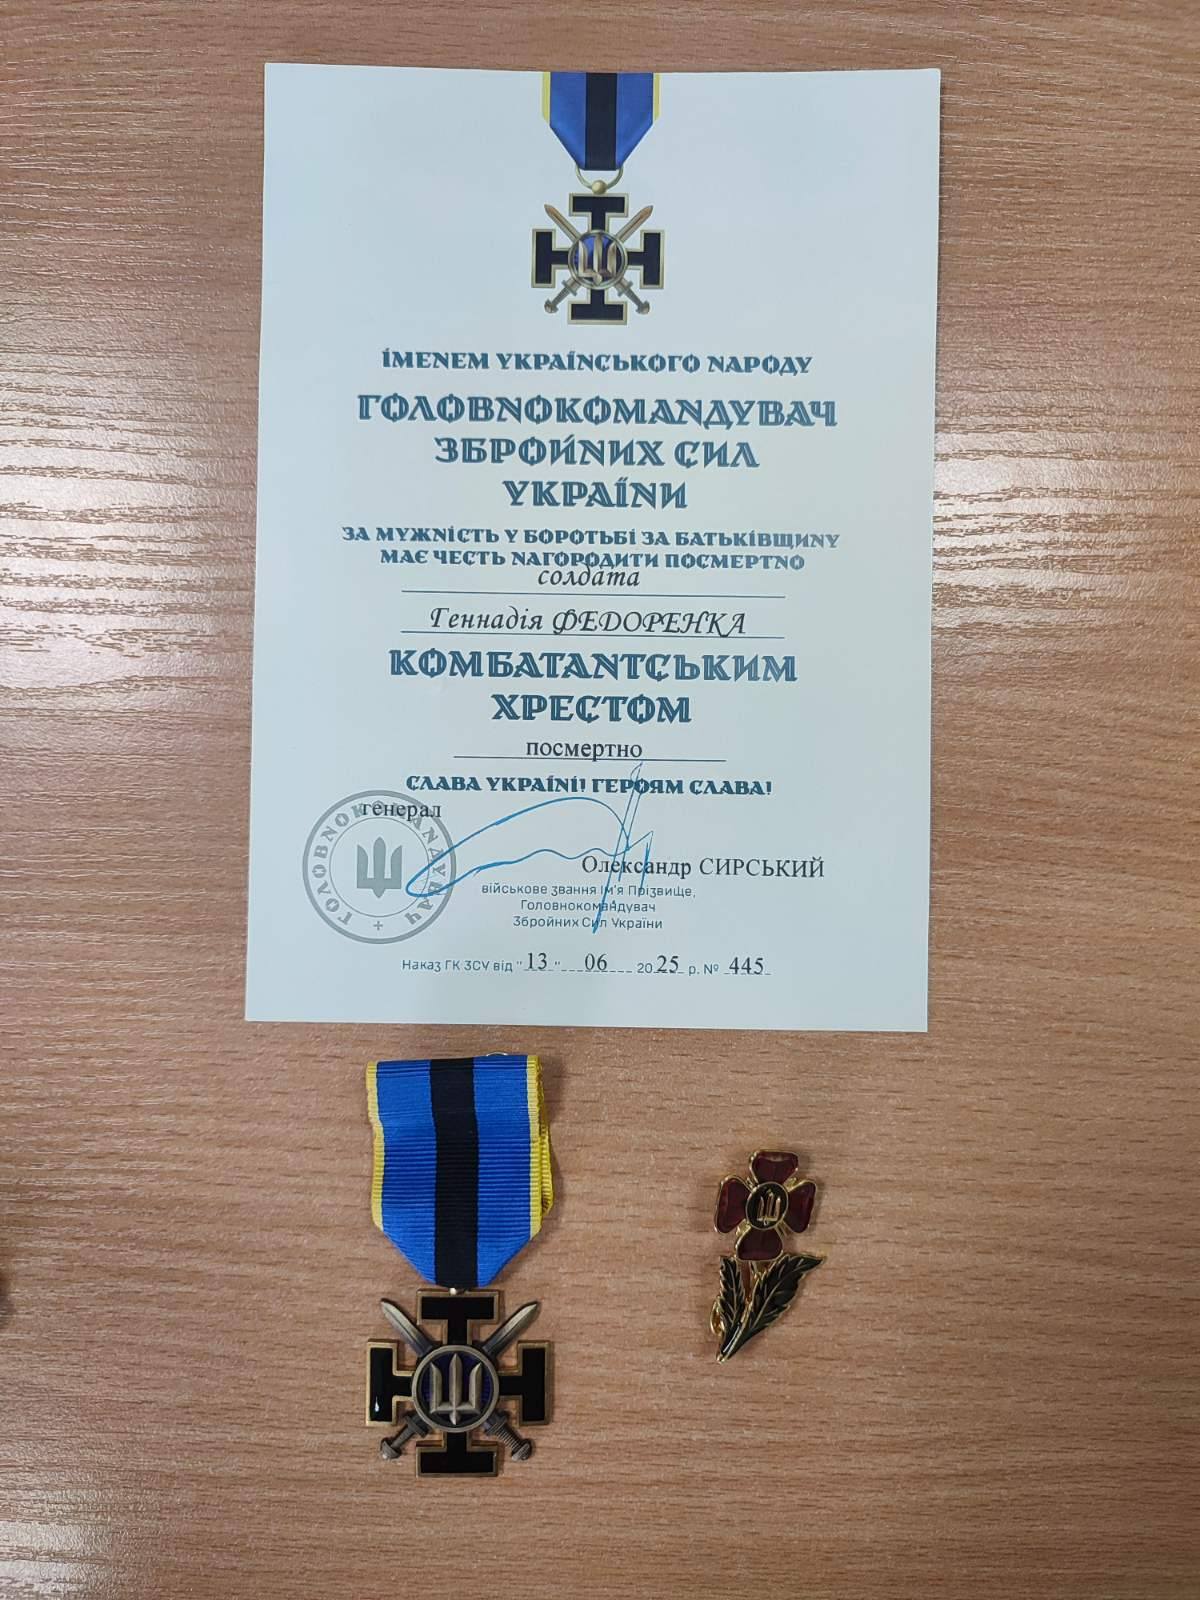 ІМЕНЕМ УКРАЇНСЬКОГО НАРОДУ
ГОЛОВНОКОМАНДУВАЧ
ЗБРОЙНИХ СИЛ
УКРАЇНИ
ЗА МУЖНІСТЬ У БОРОТЬБІ ЗА БАТЬКІВЩИНУ
МАЄ ЧЕСТЬ НАГОРОДИТИ ПОСМЕРТНО
солдата
Геннадія ФЕДОРЕНКА
КОМБАТАНТСЬКИМ
ХРЕСТОМ
посмертно
СЛАВА УКРАЇНІ! ГЕРОЯМ СЛАВА!
генерал
ГОЛОВНОКОМАНДУВАЧ
Олександр СИРСЬКИЙ
військове звання Ім'я Прізвище,
Головнокомандувач
Збройних Сил України
Наказ ГК ЗСУ від "13" 06 2025 р. № 445